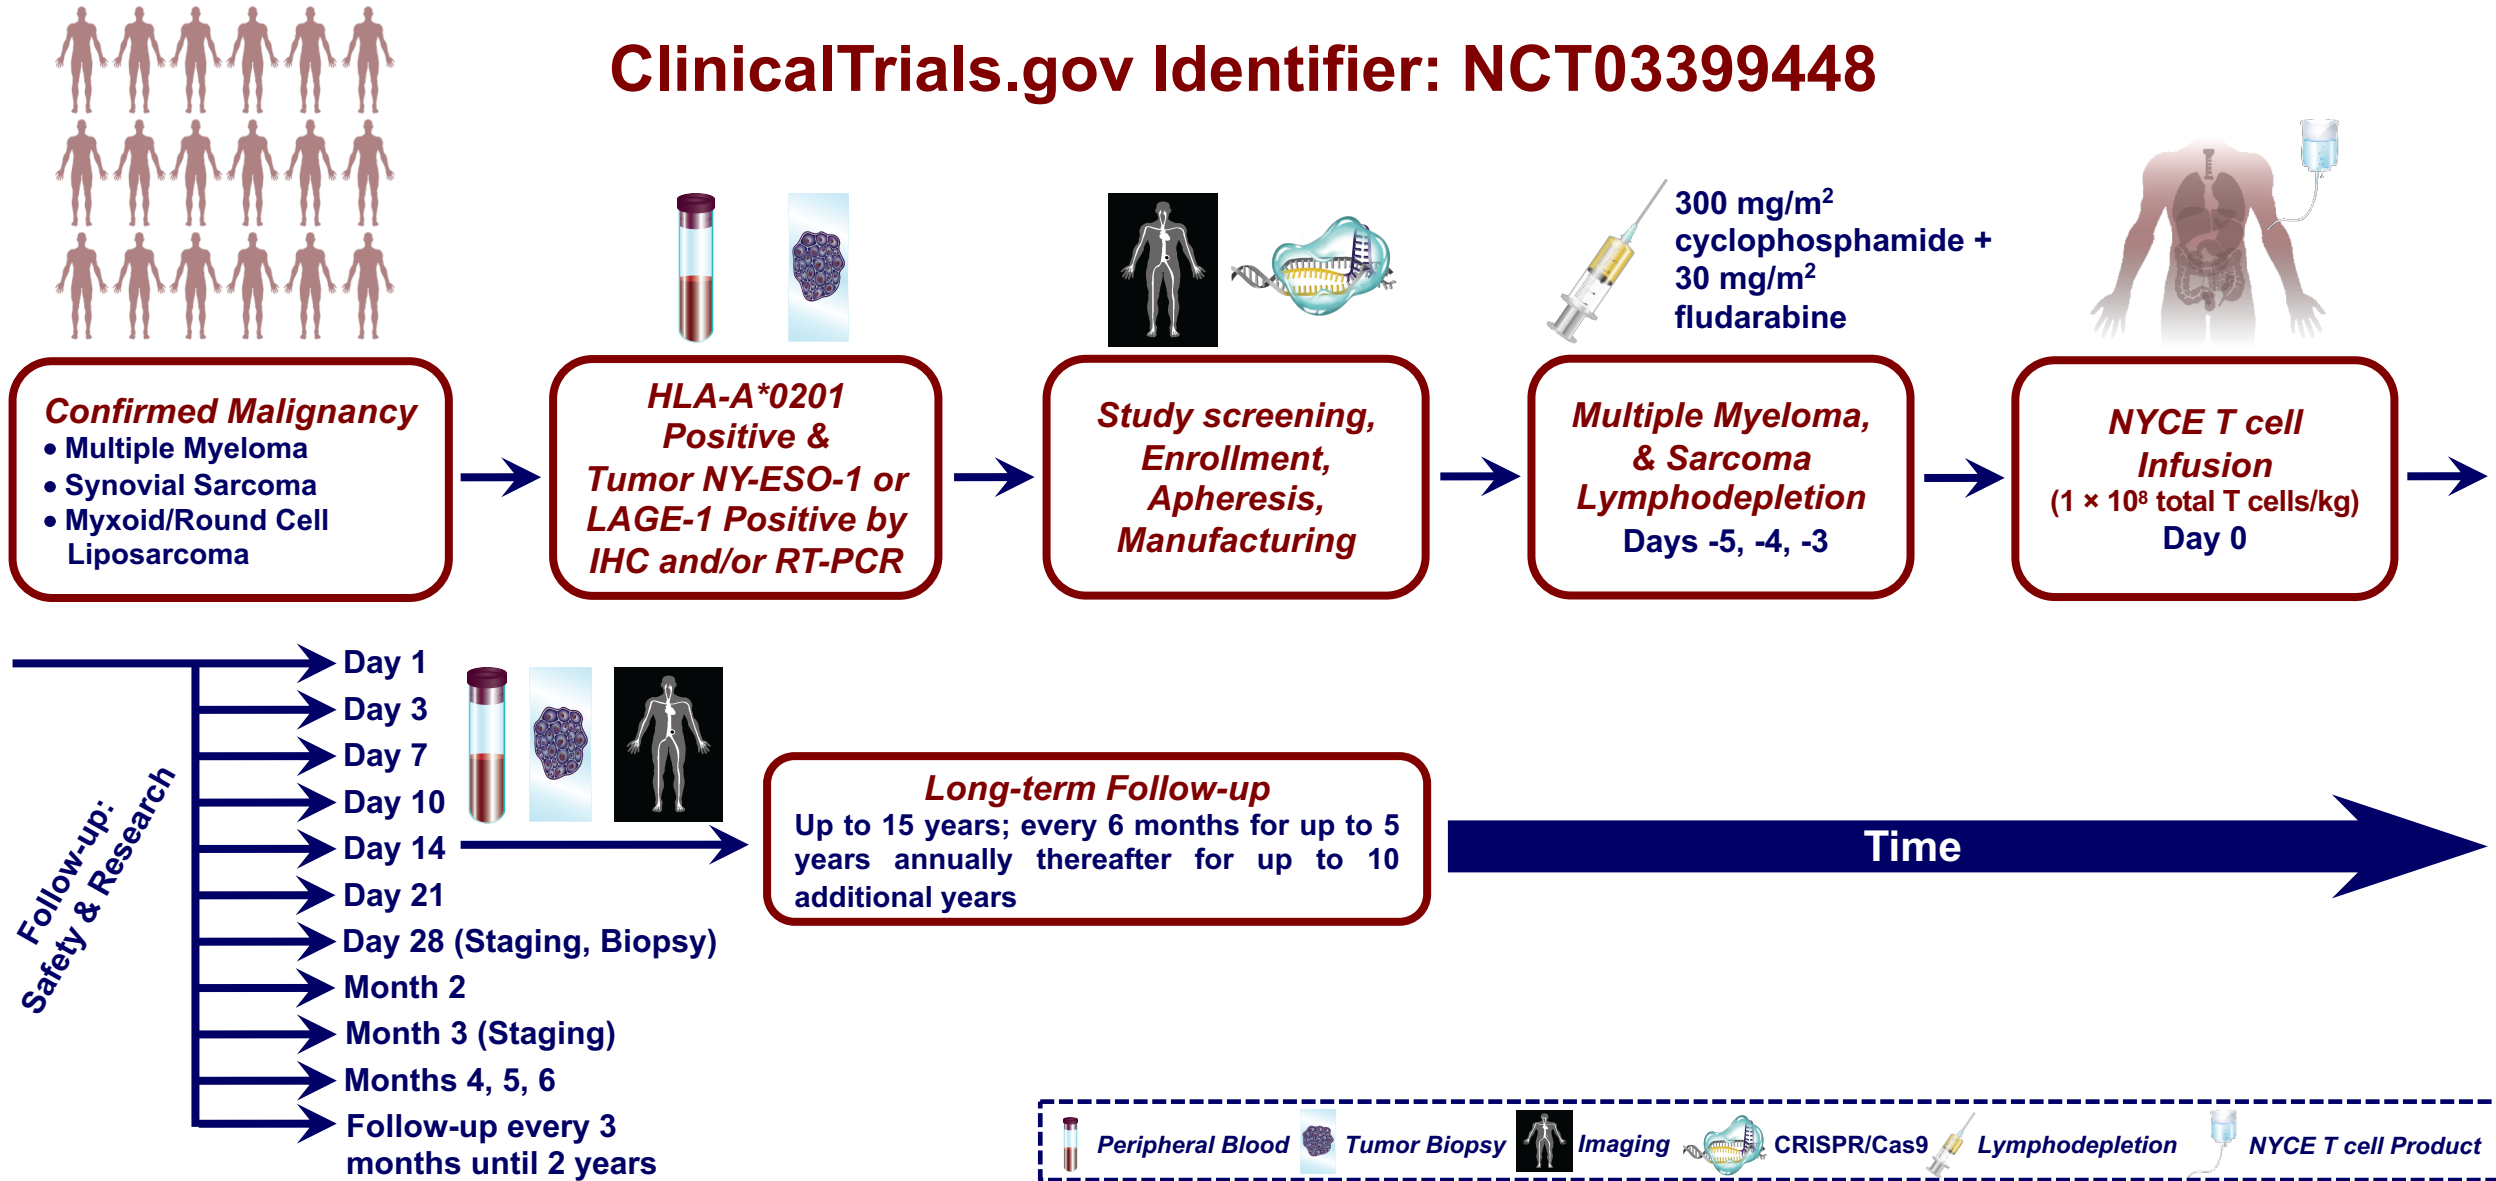 ClinicalTrials.gov Identifier: NCT03399448
300 mg/m²
cyclophosphamide +
30 mg/m²
fludarabine
Confirmed Malignancy
• Multiple Myeloma
• Synovial Sarcoma
• Myxoid/Round Cell
Liposarcoma
HLA-A*0201
Positive &
Tumor NY-ESO-1 or
LAGE-1 Positive by
IHC and/or RT-PCR
Study screening,
Enrollment,
Apheresis,
Manufacturing
Multiple Myeloma,
& Sarcoma
Lymphodepletion
Days -5, -4, -3
NYCE T cell
Infusion
(1 × 10⁸ total T cells/kg)
Day 0
Follow-up:
Safety & Research
Day 1
Day 3
Day 7
Day 10
Day 14
Day 21
Day 28 (Staging, Biopsy)
Month 2
Month 3 (Staging)
Months 4, 5, 6
Follow-up every 3
months until 2 years
Long-term Follow-up
Up to 15 years; every 6 months for up to 5
years annually thereafter for up to 10
additional years
Time
Peripheral Blood
Tumor Biopsy
Imaging
CRISPR/Cas9
Lymphodepletion
NYCE T cell Product